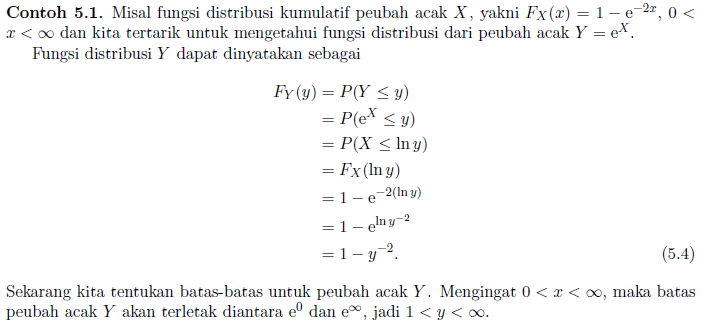 Contoh 5.1. Misal fungsi distribusi kumulatif peubah acak X, yakni F_X(x) = 1 − e^{−2x}, 0 <
x < ∞ dan kita tertarik untuk mengetahui fungsi distribusi dari peubah acak Y = e^X.
Fungsi distribusi Y dapat dinyatakan sebagai
F_Y(y) = P(Y ≤ y)
= P(e^X ≤ y)
= P(X ≤ ln y)
= F_X(ln y)
= 1 − e^{−2(ln y)}
= 1 − e^{ln y^{−2}}
= 1 − y^{−2}. (5.4)
Sekarang kita tentukan batas-batas untuk peubah acak Y. Mengingat 0 < x < ∞, maka batas
peubah acak Y akan terletak diantara e^0 dan e^∞, jadi 1 < y < ∞.